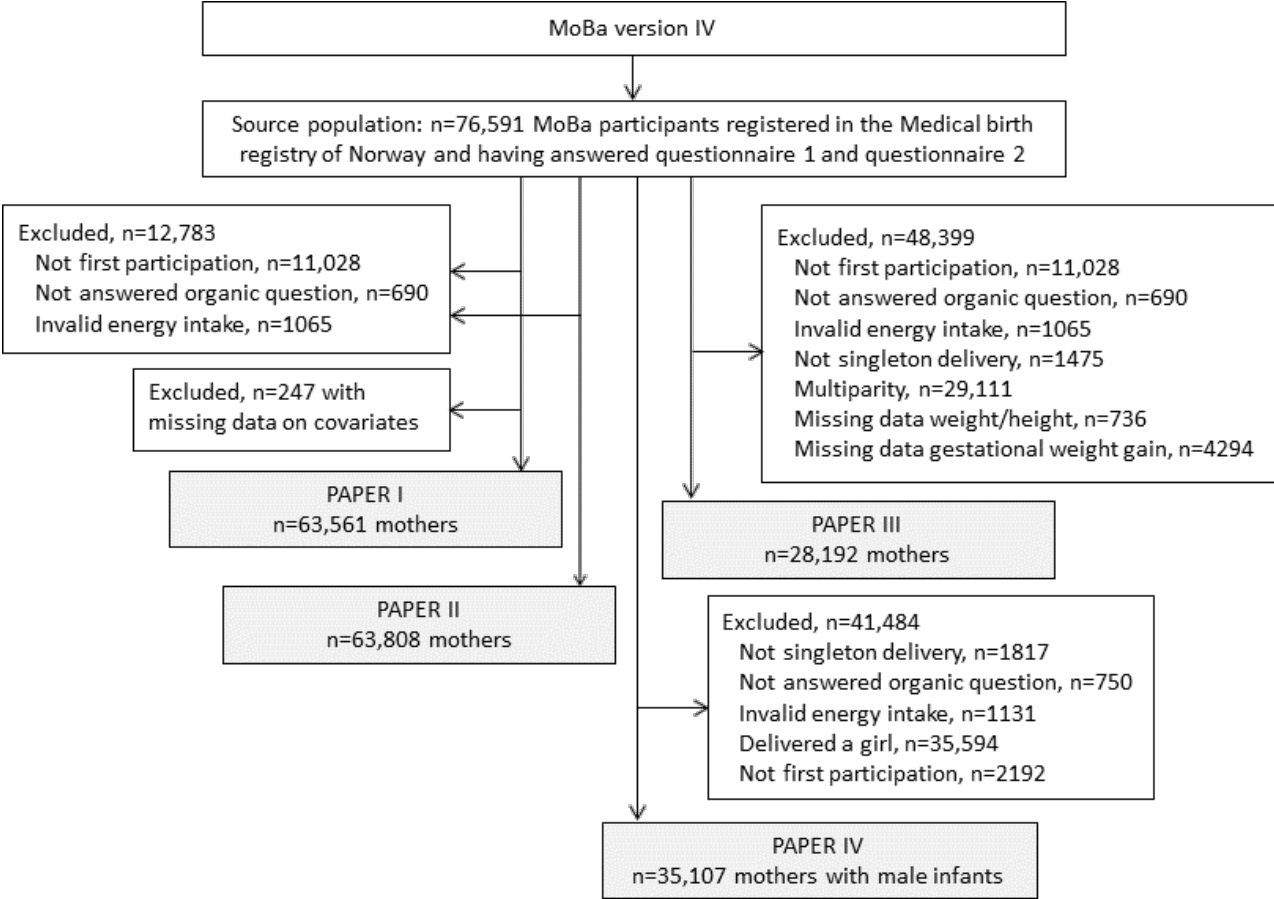 MoBa version IV
Source population: n=76,591 MoBa participants registered in the Medical birth
registry of Norway and having answered questionnaire 1 and questionnaire 2
Excluded, n=12,783
Not first participation, n=11,028
Not answered organic question, n=690
Invalid energy intake, n=1065
Excluded, n=247 with
missing data on covariates
PAPER I
n=63,561 mothers
PAPER II
n=63,808 mothers
Excluded, n=48,399
Not first participation, n=11,028
Not answered organic question, n=690
Invalid energy intake, n=1065
Not singleton delivery, n=1475
Multiparity, n=29,111
Missing data weight/height, n=736
Missing data gestational weight gain, n=4294
PAPER III
n=28,192 mothers
Excluded, n=41,484
Not singleton delivery, n=1817
Not answered organic question, n=750
Invalid energy intake, n=1131
Delivered a girl, n=35,594
Not first participation, n=2192
PAPER IV
n=35,107 mothers with male infants